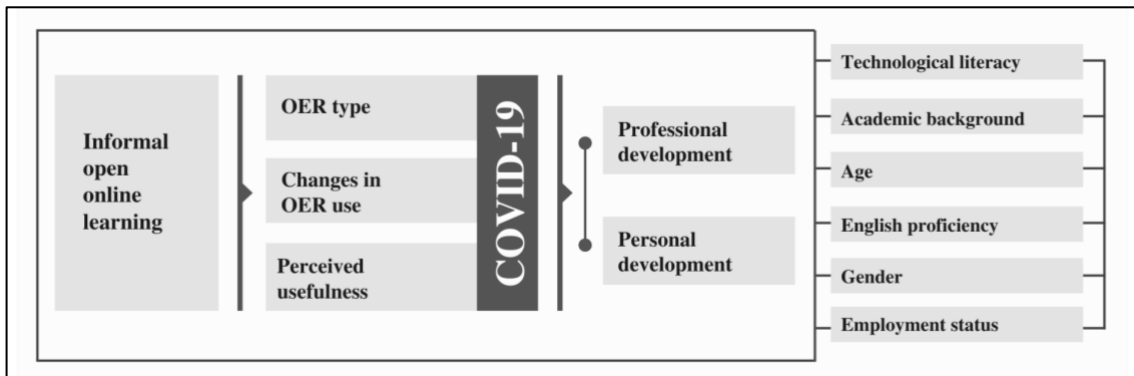 Informal
open
online
learning
OER type
Changes in
OER use
Perceived
usefulness
COVID-19
Professional
development
Personal
development
Technological literacy
Academic background
Age
English proficiency
Gender
Employment status